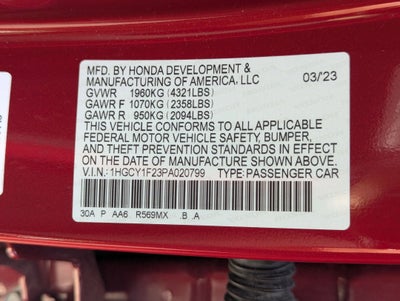 MFD. BY HONDA DEVELOPMENT &
MANUFACTURING OF AMERICA, LLC 03/'23
GVWR 1960KG (4321LBS)
GAWR F 1070KG (2358LBS)
GAWR R 950KG (2094LBS)
THIS VEHICLE CONFORMS TO ALL APPLICABLE
FEDERAL MOTOR VEHICLE SAFETY, BUMPER,
AND THEFT PREVENTION STANDARDS IN EFFECT
ON THE DATE OF MANUFACTURE SHOWN ABOVE.
V.I.N.: 1HGCY1F23PA020799 TYPE:PASSENGER CAR
30A P AA6 R569MX .B .A